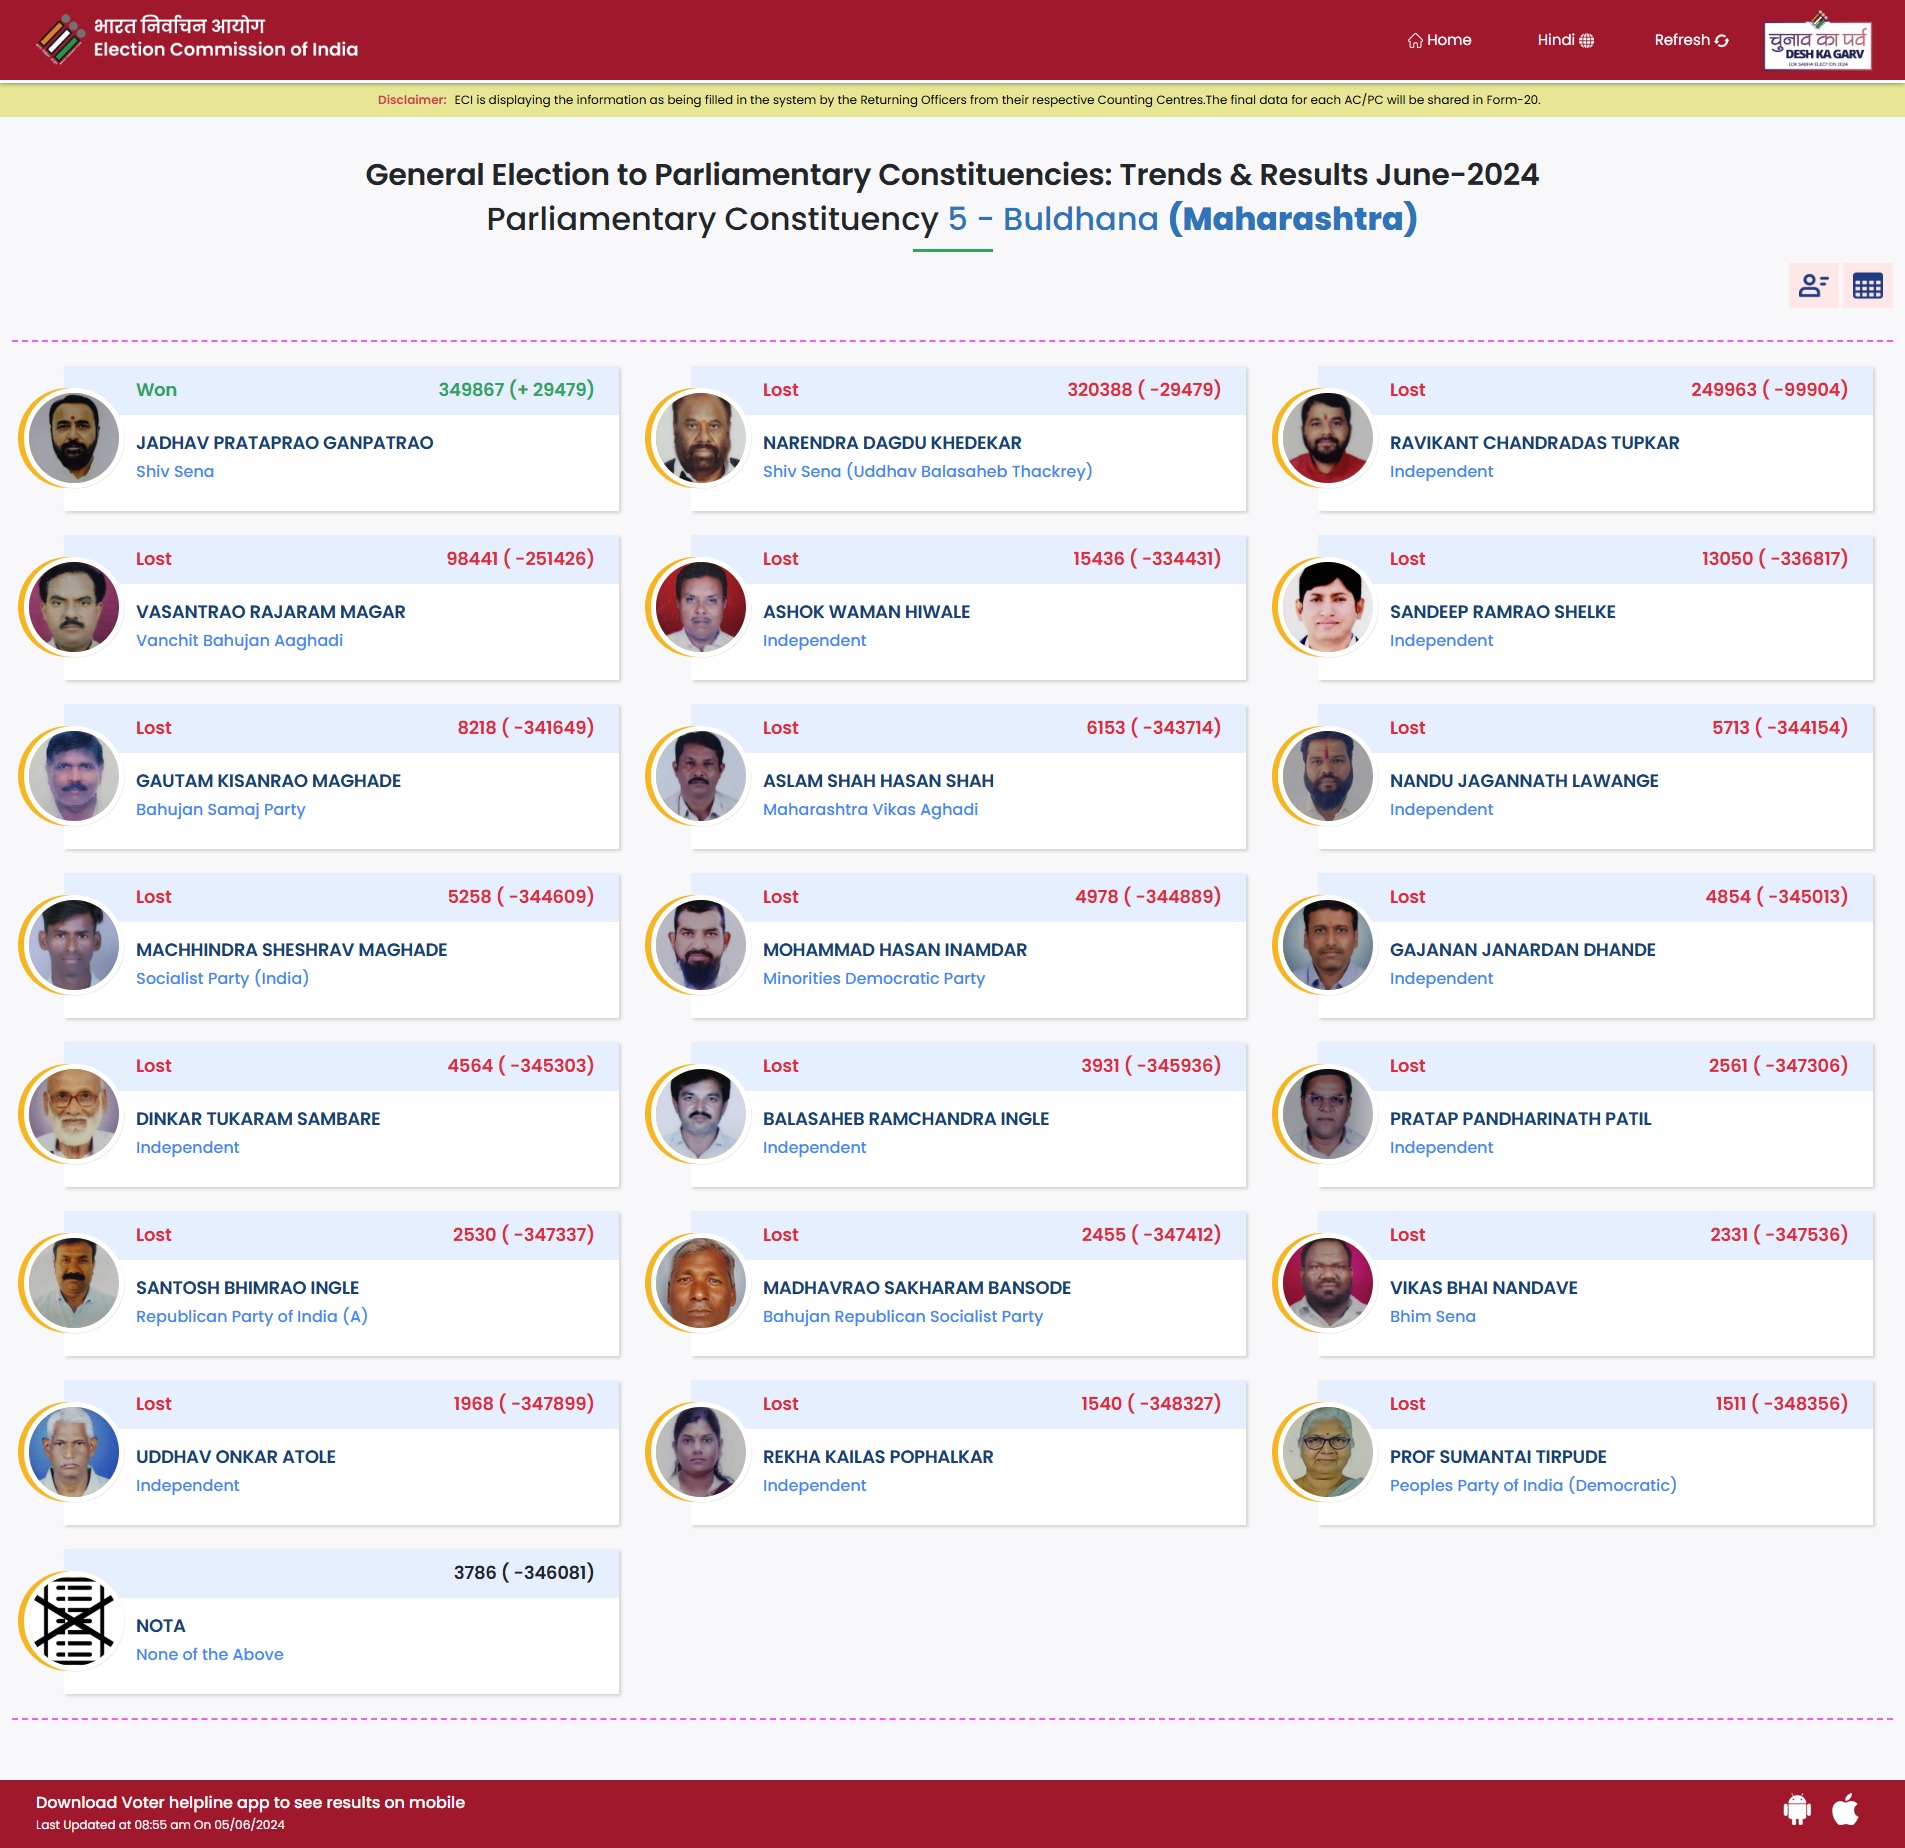 भारत निर्वाचन आयोग
Election Commission of India
Home
Hindi
Refresh
चुनाव का पर्व
DESH KA GARV
LOK SABHA ELECTION 2024
Disclaimer: ECI is displaying the information as being filled in the system by the Returning Officers from their respective Counting Centres.The final data for each AC/PC will be shared in Form-20.
General Election to Parliamentary Constituencies: Trends & Results June-2024
Parliamentary Constituency 5 - Buldhana (Maharashtra)
Won 349867 (+ 29479)
JADHAV PRATAPRAO GANPATRAO
Shiv Sena
Lost 320388 ( -29479)
NARENDRA DAGDU KHEDEKAR
Shiv Sena (Uddhav Balasaheb Thackrey)
Lost 249963 ( -99904)
RAVIKANT CHANDRADAS TUPKAR
Independent
Lost 98441 ( -251426)
VASANTRAO RAJARAM MAGAR
Vanchit Bahujan Aaghadi
Lost 15436 ( -334431)
ASHOK WAMAN HIWALE
Independent
Lost 13050 ( -336817)
SANDEEP RAMRAO SHELKE
Independent
Lost 8218 ( -341649)
GAUTAM KISANRAO MAGHADE
Bahujan Samaj Party
Lost 6153 ( -343714)
ASLAM SHAH HASAN SHAH
Maharashtra Vikas Aghadi
Lost 5713 ( -344154)
NANDU JAGANNATH LAWANGE
Independent
Lost 5258 ( -344609)
MACHHINDRA SHESHRAV MAGHADE
Socialist Party (India)
Lost 4978 ( -344889)
MOHAMMAD HASAN INAMDAR
Minorities Democratic Party
Lost 4854 ( -345013)
GAJANAN JANARDAN DHANDE
Independent
Lost 4564 ( -345303)
DINKAR TUKARAM SAMBARE
Independent
Lost 3931 ( -345936)
BALASAHEB RAMCHANDRA INGLE
Independent
Lost 2561 ( -347306)
PRATAP PANDHARINATH PATIL
Independent
Lost 2530 ( -347337)
SANTOSH BHIMRAO INGLE
Republican Party of India (A)
Lost 2455 ( -347412)
MADHAVRAO SAKHARAM BANSODE
Bahujan Republican Socialist Party
Lost 2331 ( -347536)
VIKAS BHAI NANDAVE
Bhim Sena
Lost 1968 ( -347899)
UDDHAV ONKAR ATOLE
Independent
Lost 1540 ( -348327)
REKHA KAILAS POPHALKAR
Independent
Lost 1511 ( -348356)
PROF SUMANTAI TIRPUDE
Peoples Party of India (Democratic)
3786 ( -346081)
NOTA
None of the Above
Download Voter helpline app to see results on mobile
Last Updated at 08:55 am On 05/06/2024